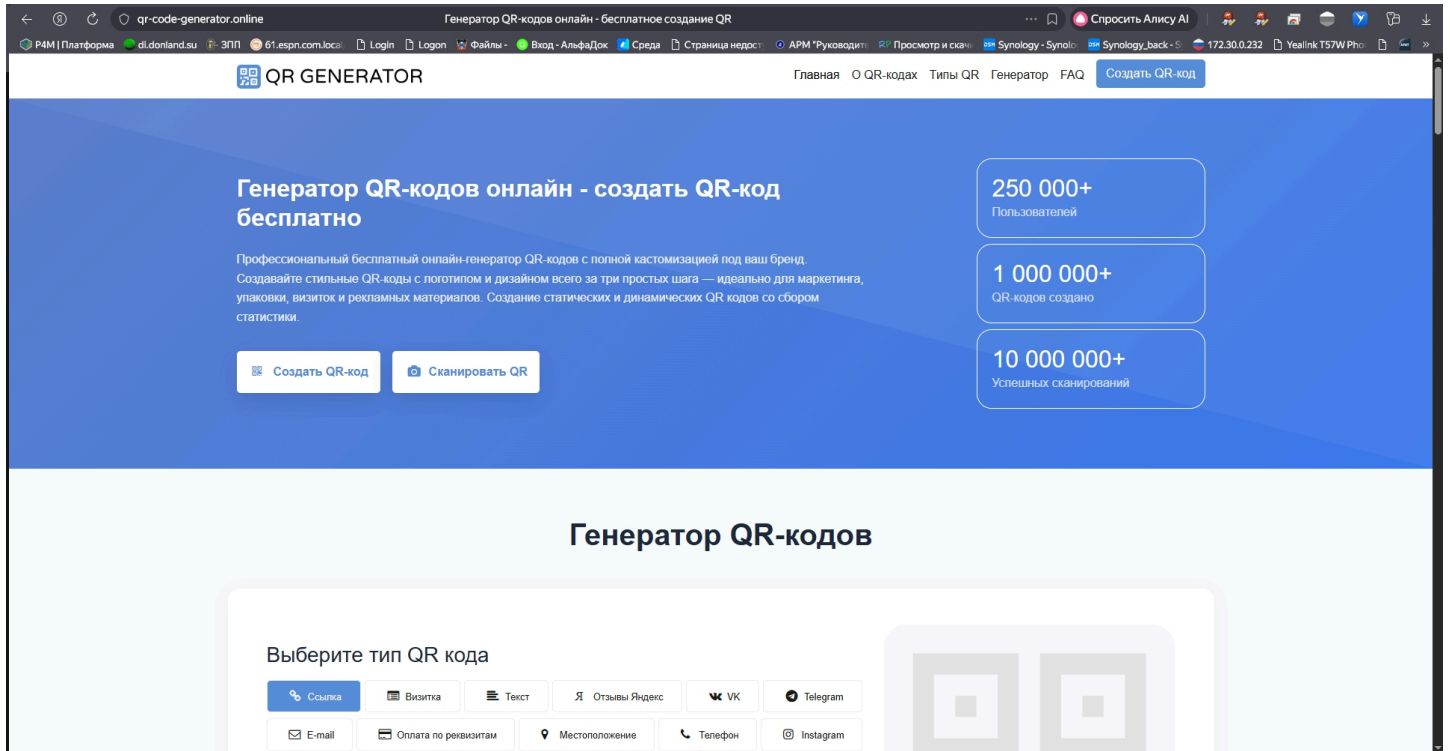 qr-code-generator.online
Генератор QR-кодов онлайн - бесплатное создание QR
Спросить Алису AI
P4M | Платформа
dl.donland.su
ЗПП
61.espn.com.local
Login
Logon
Файлы -
Вход - АльфаДок
Среда
Страница недост
АРМ "Руководите
Просмотр и скач
Synology - Synolo
Synology_back - S
172.30.0.232
Yealink T57W Pho
QR GENERATOR
Главная О QR-кодах Типы QR Генератор FAQ Создать QR-код
Генератор QR-кодов онлайн - создать QR-код
бесплатно
Профессиональный бесплатный онлайн-генератор QR-кодов с полной кастомизацией под ваш бренд.
Создавайте стильные QR-коды с логотипом и дизайном всего за три простых шага — идеально для маркетинга,
упаковки, визиток и рекламных материалов. Создание статических и динамических QR кодов со сбором
статистики.
Создать QR-код
Сканировать QR
250 000+
Пользователей
1 000 000+
QR-кодов создано
10 000 000+
Успешных сканирований
Генератор QR-кодов
Выберите тип QR кода
Ссылка Визитка Текст Я Отзывы Яндекс VK Telegram
E-mail Оплата по реквизитам Местоположение Телефон Instagram